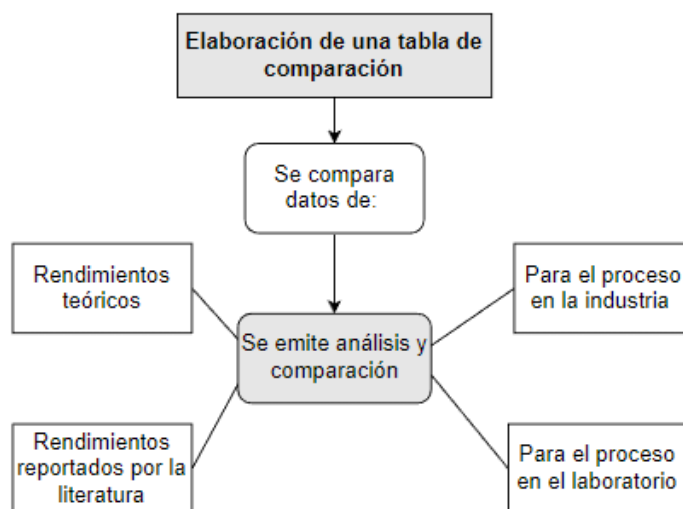 Elaboración de una tabla de
comparación
Se compara
datos de:
Rendimientos
teóricos
Para el proceso
en la industria
Se emite análisis y
comparación
Rendimientos
reportados por la
literatura
Para el proceso
en el laboratorio